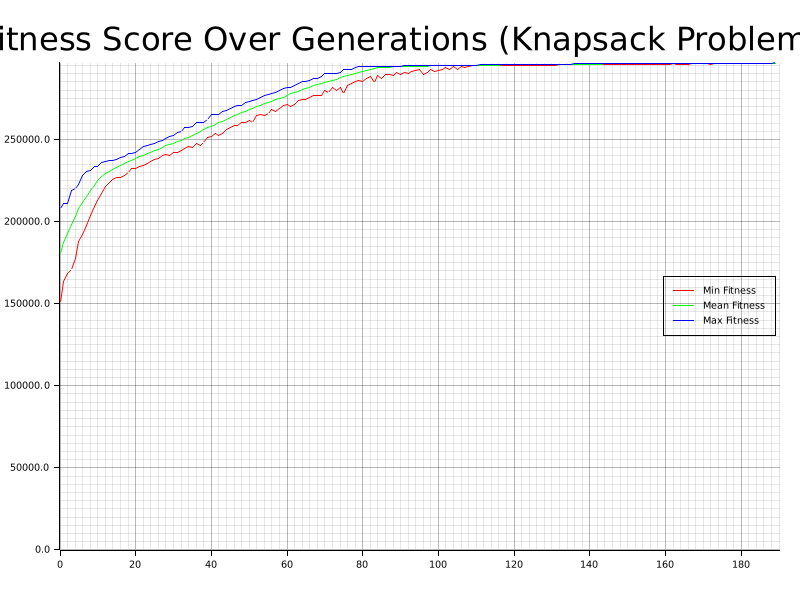 itness Score Over Generations (Knapsack Problem
250000.0
200000.0
150000.0
100000.0
50000.0
0.0
Min Fitness
Mean Fitness
Max Fitness
0 20 40 60 80 100 120 140 160 180